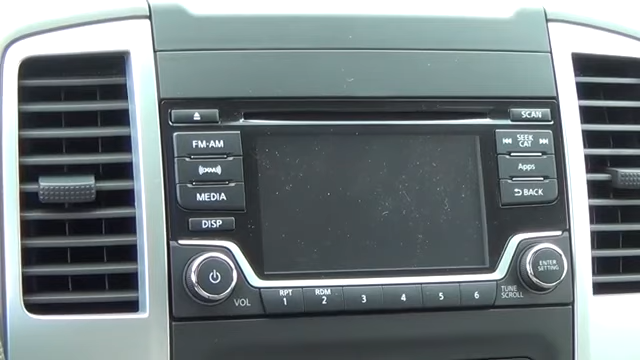 SCAN
FM·AM
SEEK
CAT
((XM))
Apps
MEDIA
BACK
DISP
ENTER
SETTING
VOL
RPT
1
RDM
2
3
4
5
6
TUNE
SCROLL